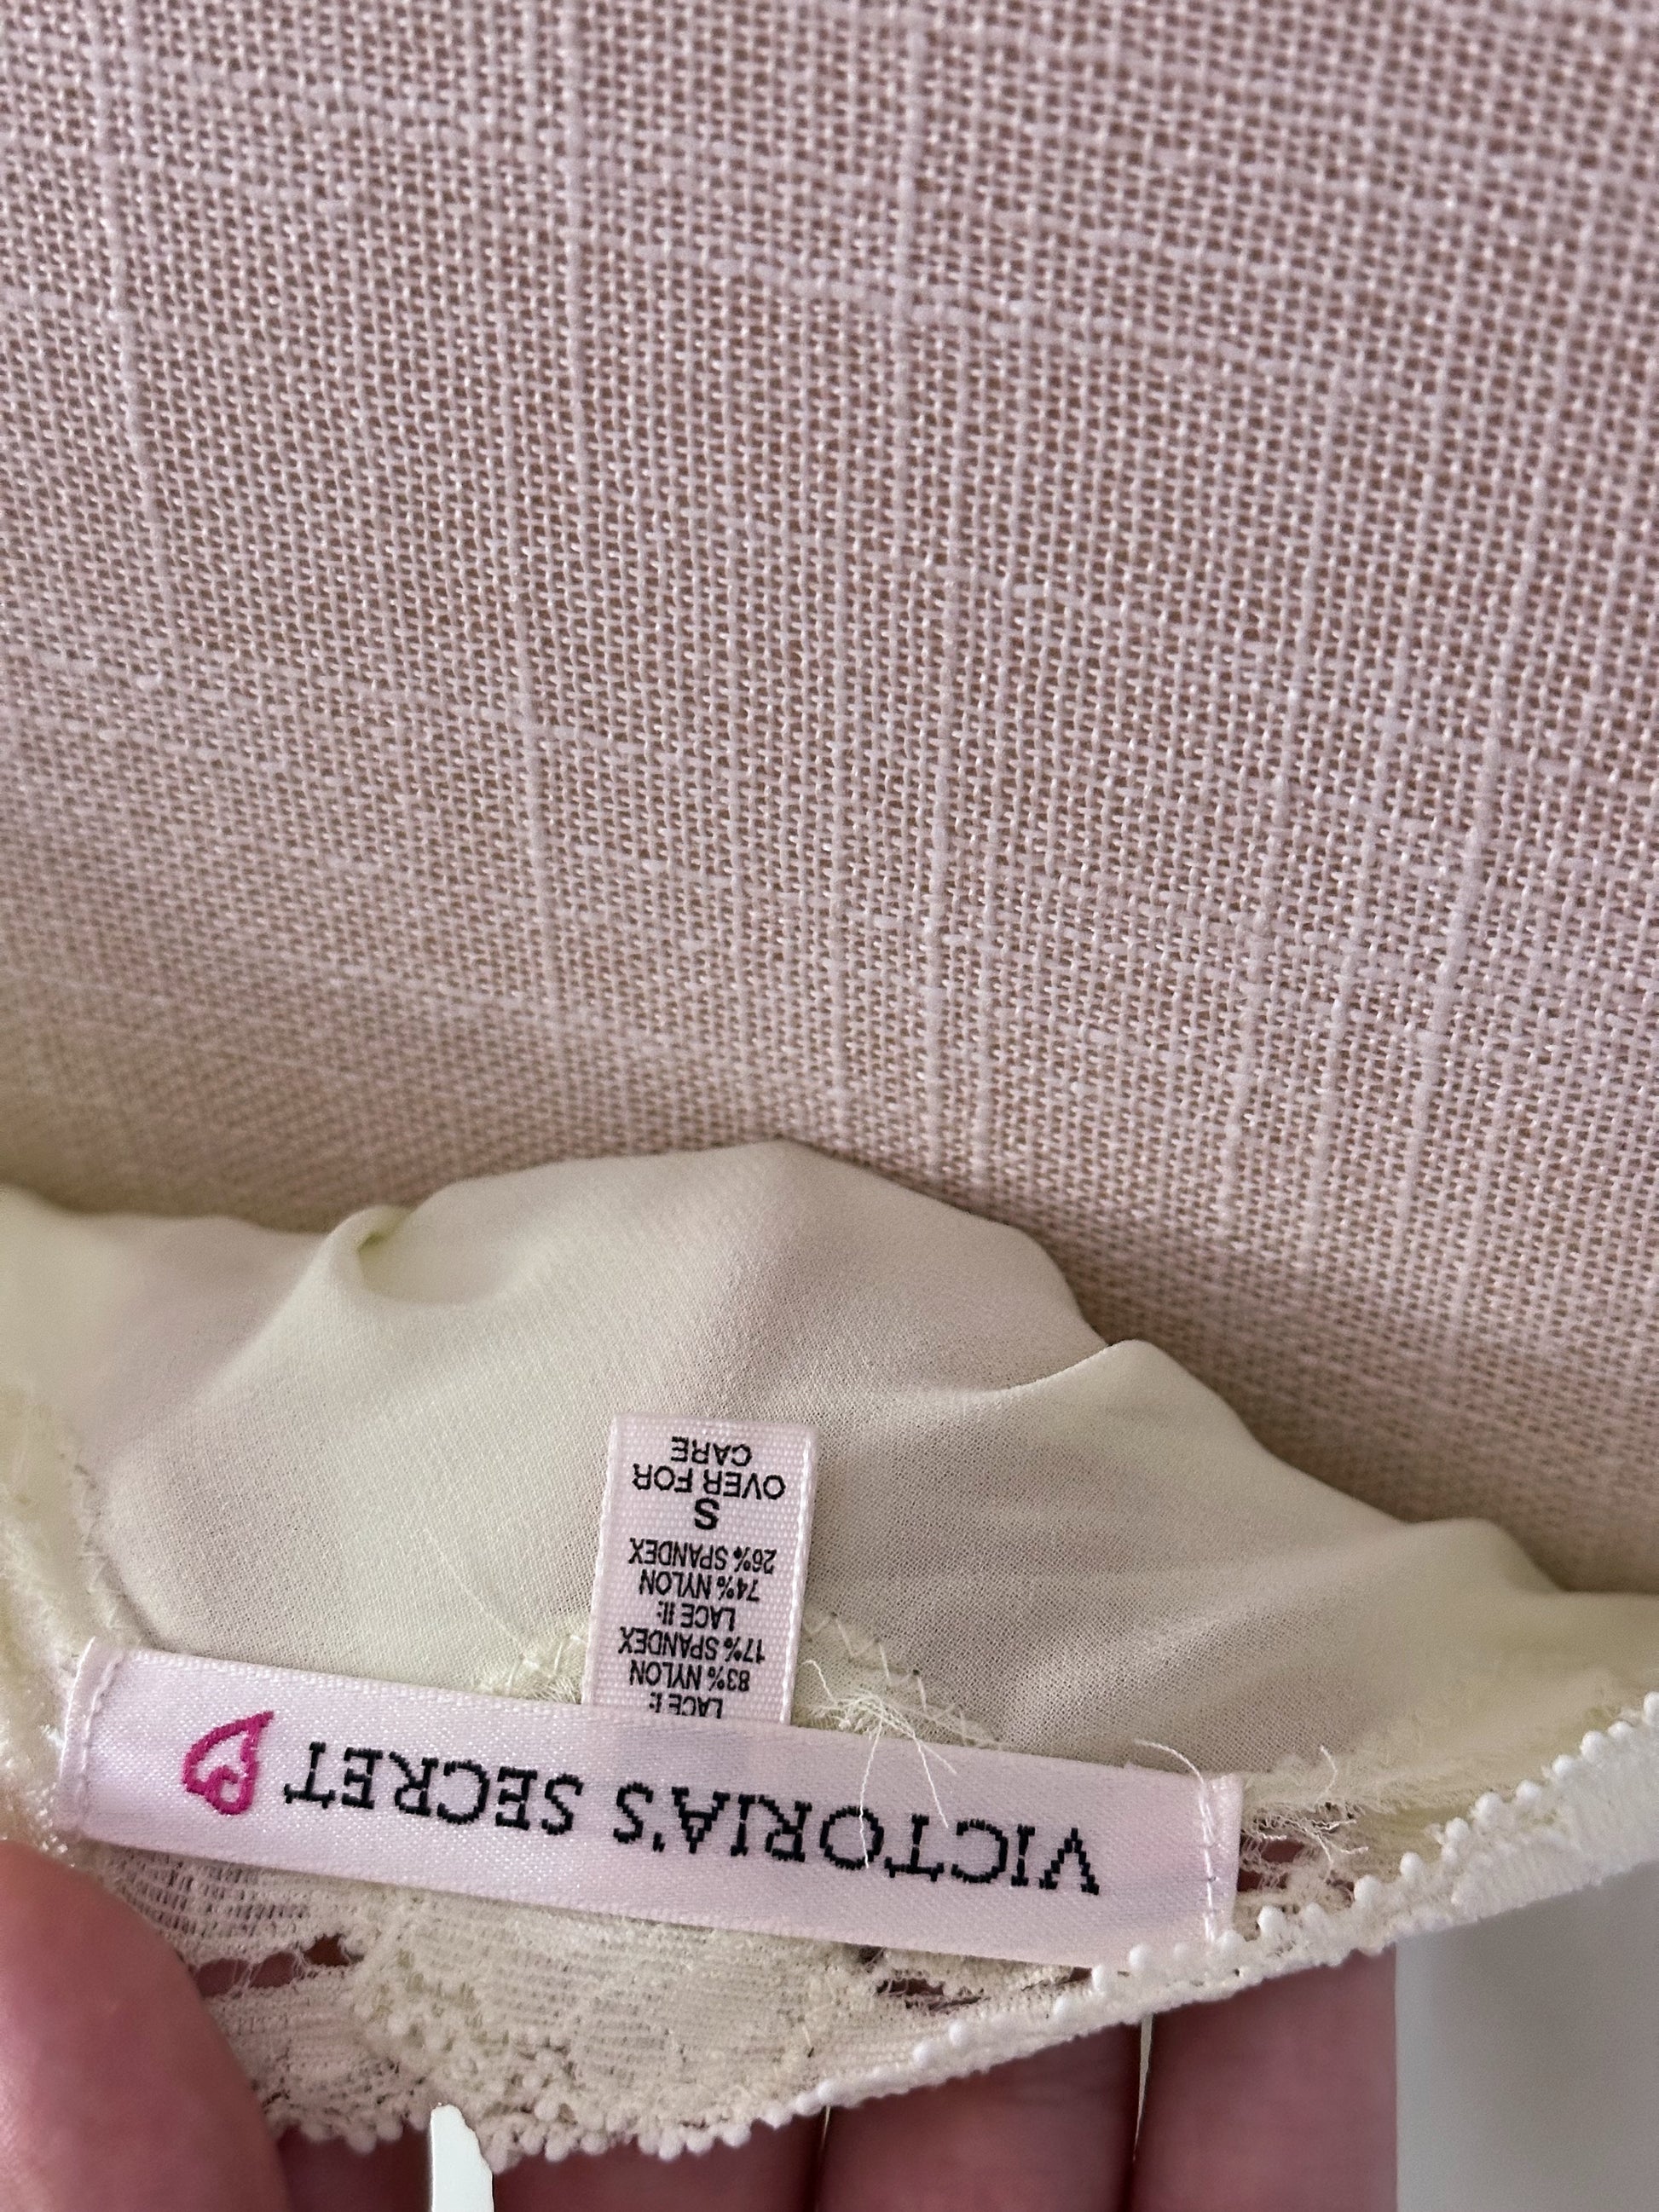 VICTORIA'S SECRET
LACE I:
83% NYLON
17% SPANDEX
LACE II:
74% NYLON
26% SPANDEX
S
OVER FOR
CARE